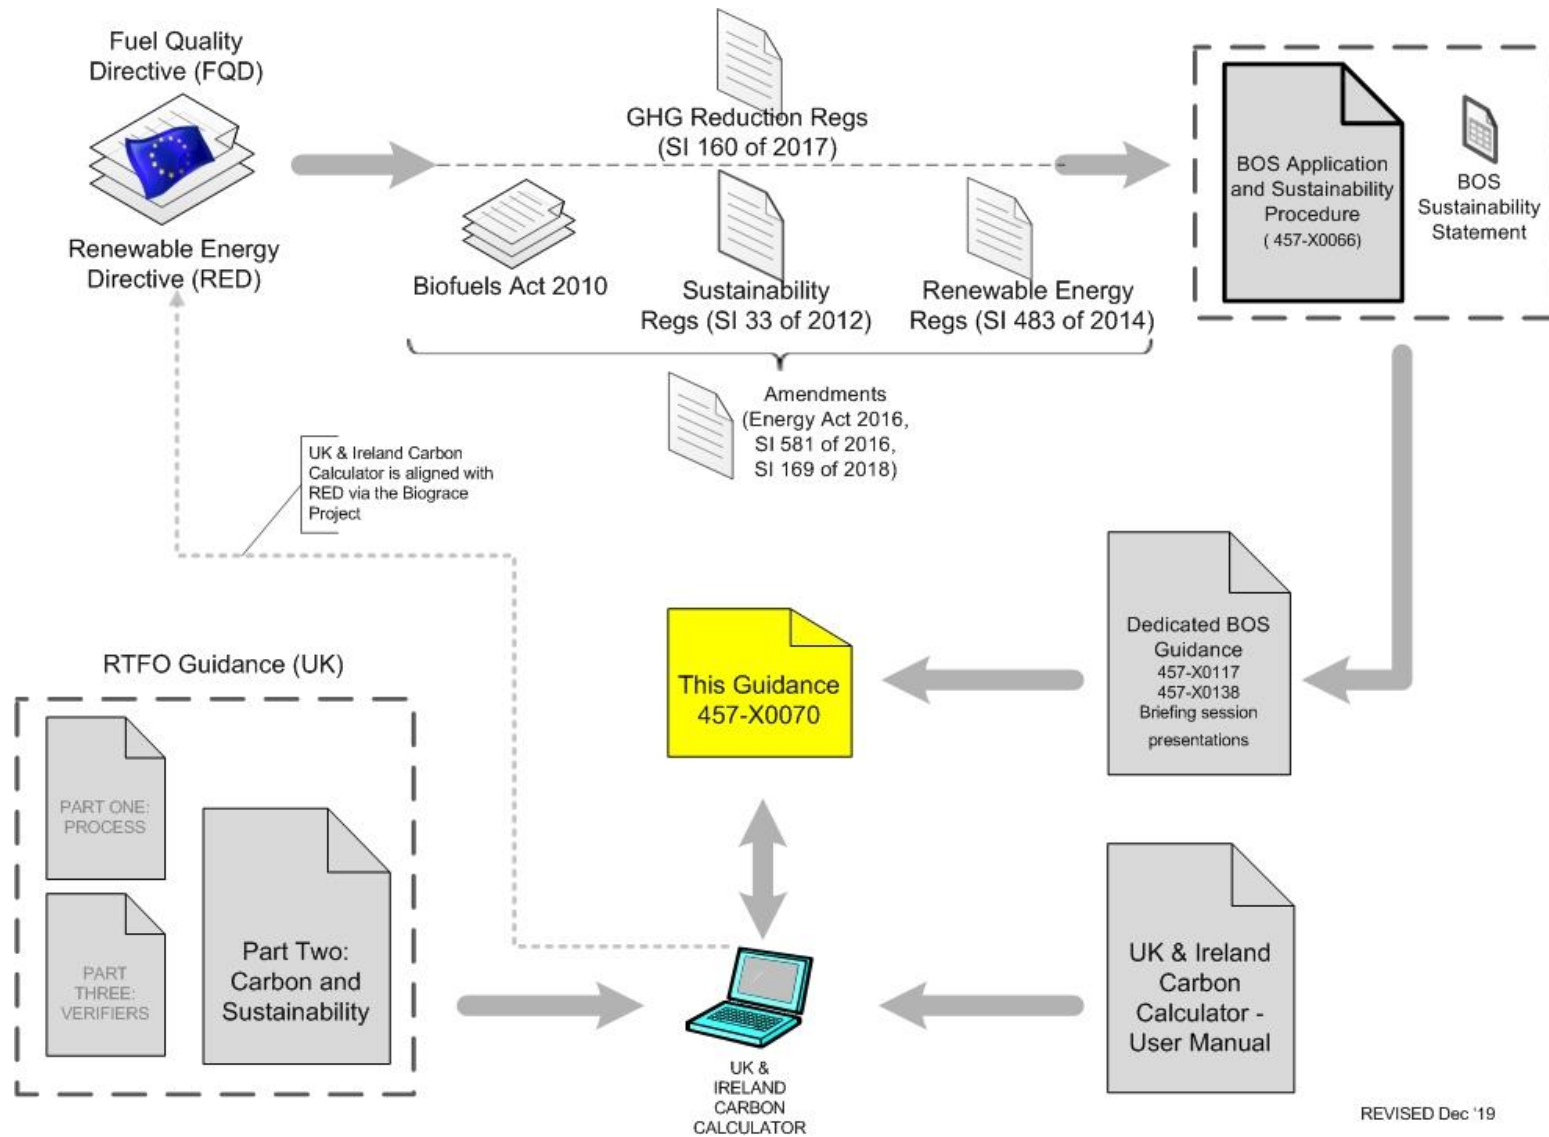 Fuel Quality
Directive (FQD)
Renewable Energy
Directive (RED)
GHG Reduction Regs
(SI 160 of 2017)
Biofuels Act 2010
Sustainability
Regs (SI 33 of 2012)
Renewable Energy
Regs (SI 483 of 2014)
Amendments
(Energy Act 2016,
SI 581 of 2016,
SI 169 of 2018)
BOS Application
and Sustainability
Procedure
( 457-X0066)
BOS
Sustainability
Statement
UK & Ireland Carbon
Calculator is aligned with
RED via the Biograce
Project
Dedicated BOS
Guidance
457-X0117
457-X0138
Briefing session
presentations
This Guidance
457-X0070
RTFO Guidance (UK)
PART ONE:
PROCESS
PART
THREE:
VERIFIERS
Part Two:
Carbon and
Sustainability
UK &
IRELAND
CARBON
CALCULATOR
UK & Ireland
Carbon
Calculator -
User Manual
REVISED Dec '19